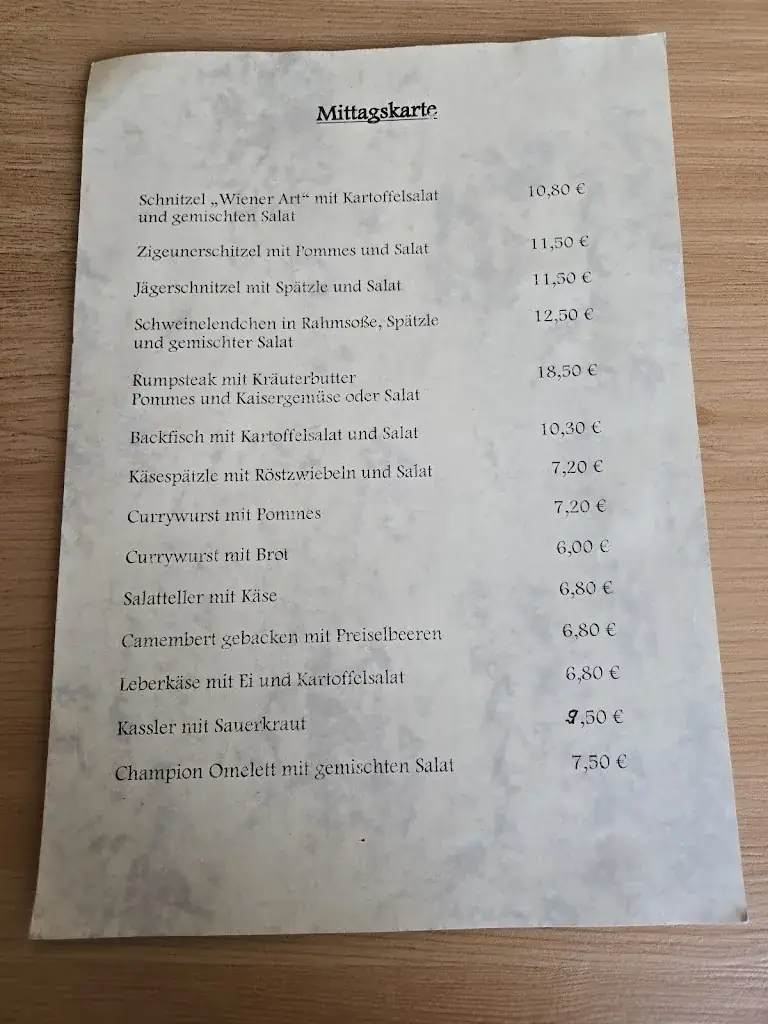 Mittagskarte
Schnitzel „Wiener Art“ mit Kartoffelsalat 10,80 €
und gemischten Salat
Zigeunerschitzel mit Pommes und Salat 11,50 €
Jägerschnitzel mit Spätzle und Salat 11,50 €
Schweinelendchen in Rahmsoße, Spätzle 12,50 €
und gemischter Salat
Rumpsteak mit Kräuterbutter 18,50 €
Pommes und Kaisergemüse oder Salat
Backfisch mit Kartoffelsalat und Salat 10,30 €
Käsespätzle mit Röstzwiebeln und Salat 7,20 €
Currywurst mit Pommes 7,20 €
Currywurst mit Brot 6,00 €
Salatteller mit Käse 6,80 €
Camembert gebacken mit Preiselbeeren 6,80 €
Leberkäse mit Ei und Kartoffelsalat 6,80 €
Kassler mit Sauerkraut 9,50 €
Champion Omelett mit gemischten Salat 7,50 €